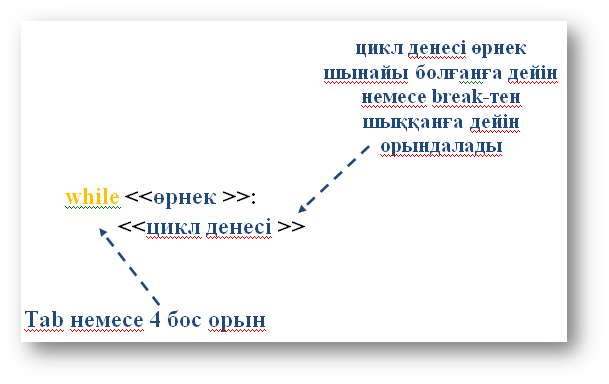 цикл денесі өрнек
шынайы болғанға дейін
немесе break-тен
шыққанға дейін
орындалады
while <<өрнек >>:
<<цикл денесі >>
Tab немесе 4 бос орын